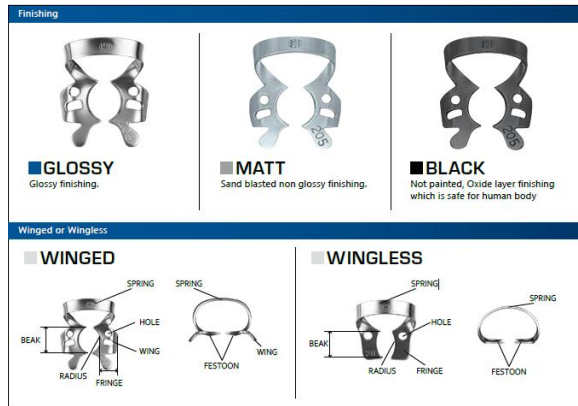 Finishing
GLOSSY
Glossy finishing.
MATT
Sand blasted non glossy finishing.
205
BLACK
Not painted, Oxide layer finishing
which is safe for human body
205
Winged or Wingless
WINGED
SPRING
SPRING
HOLE
BEAK
WING
WING
RADIUS
FRINGE
FESTOON
WINGLESS
SPRING
SPRING
HOLE
BEAK
RADIUS
FRINGE
FESTOON